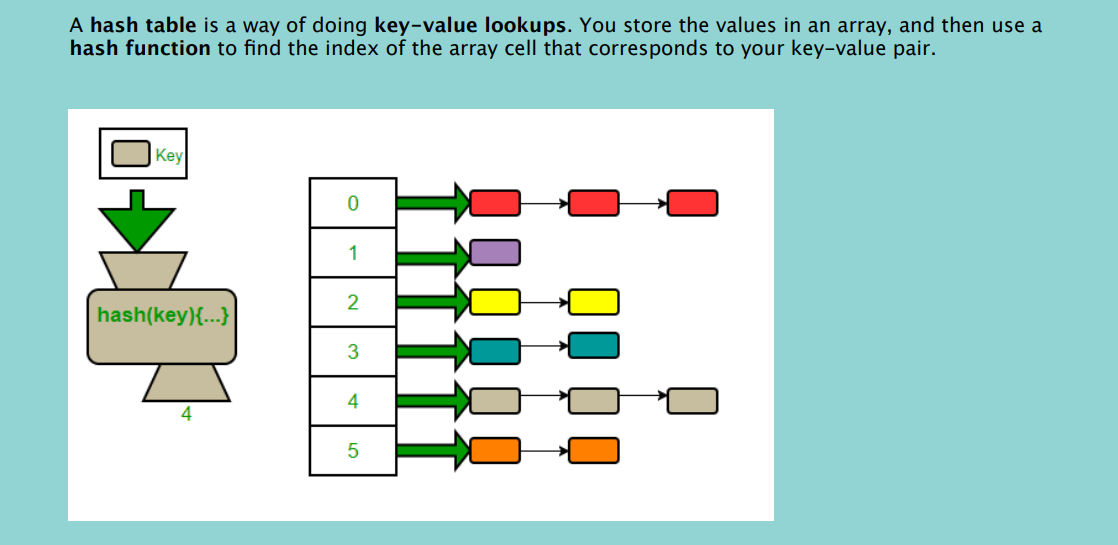 A hash table is a way of doing key-value lookups. You store the values in an array, and then use a
hash function to find the index of the array cell that corresponds to your key-value pair.
Key
hash(key){...}
4
0
1
2
3
4
5